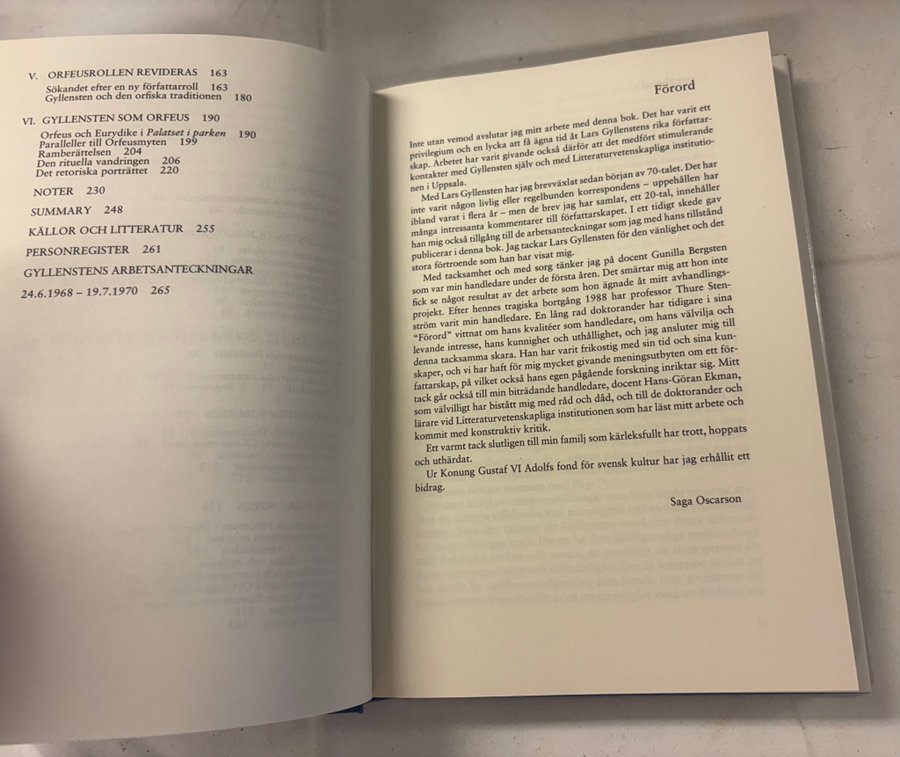 V. ORFEUSROLLEN REVIDERAS 163
Sökandet efter en ny författarroll 163
Gyllensten och den orfiska traditionen 180
VI. GYLLENSTEN SOM ORFEUS 190
Orfeus och Eurydike i Palatset i parken 190
Paralleller till Orfeusmyten 199
Ramberättelsen 204
Den rituella vandringen 206
Det retoriska porträttet 220
NOTER 230
SUMMARY 248
KÄLLOR OCH LITTERATUR 255
PERSONREGISTER 261
GYLLENSTENS ARBETSANTECKNINGAR
24.6.1968 – 19.7.1970 265
Förord
Inte utan vemod avslutar jag mitt arbete med denna bok. Det har varit ett
privilegium och en lycka att få ägna tid åt Lars Gyllenstens rika författar-
skap. Arbetet har varit givande också därför att det medfört stimulerande
kontakter med Gyllensten själv och med Litteraturvetenskapliga institutio-
nen i Uppsala.
Med Lars Gyllensten har jag brevväxlat sedan början av 70-talet. Det har
inte varit någon livlig eller regelbunden korrespondens – uppehållen har
ibland varat i flera år – men de brev jag har samlat, ett 20-tal, innehåller
många intressanta kommentarer till författarskapet. I ett tidigt skede gav
han mig också tillgång till de arbetsanteckningar som jag med hans tillstånd
publicerar i denna bok. Jag tackar Lars Gyllensten för den vänlighet och det
stora förtroende som han har visat mig.
Med tacksamhet och med sorg tänker jag på docent Gunilla Bergsten
som var min handledare under de första åren. Det smärtar mig att hon inte
fick se något resultat av det arbete som hon ägnade åt mitt avhandlings-
projekt. Efter hennes tragiska bortgång 1988 har professor Thure Sten-
ström varit min handledare. En lång rad doktorander har tidigare i sina
“Förord” vittnat om hans kvalitéer som handledare, om hans välvilja och
levande intresse, hans kunnighet och uthållighet, och jag ansluter mig till
denna tacksamma skara. Han har varit frikostig med sin tid och sina kun-
skaper, och vi har haft för mig mycket givande meningsutbyten om ett för-
fattarskap, på vilket också hans egen pågående forskning inriktar sig. Mitt
tack går också till min biträdande handledare, docent Hans-Göran Ekman,
som välvilligt har bistått mig med råd och dåd, och till de doktorander och
lärare vid Litteraturvetenskapliga institutionen som har läst mitt arbete och
kommit med konstruktiv kritik.
Ett varmt tack slutligen till min familj som kärleksfullt har trott, hoppats
och uthärdat.
Ur Konung Gustaf VI Adolfs fond för svensk kultur har jag erhållit ett
bidrag.
Saga Oscarson